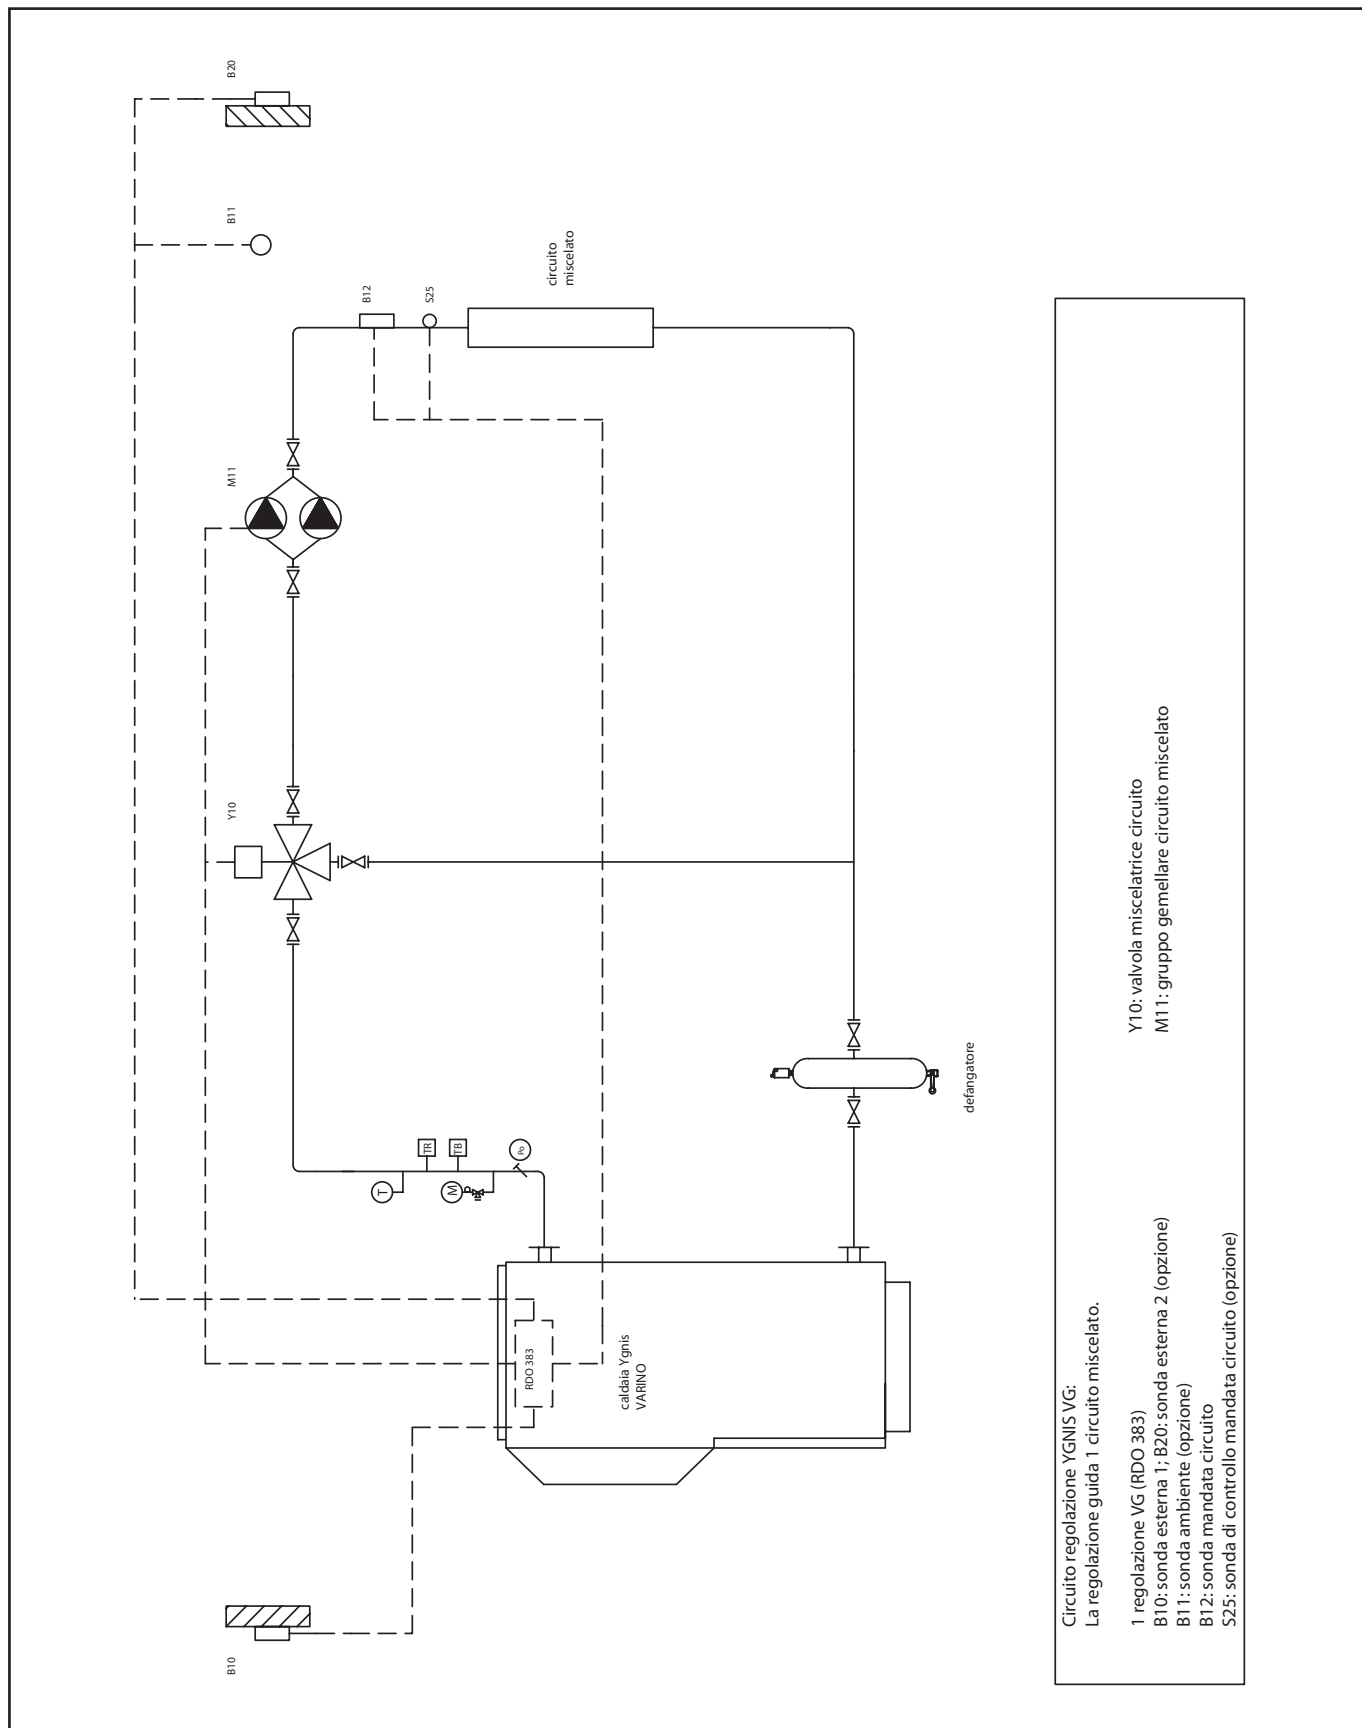 B10
B11
B20
Y10
M11
B12
S25
circuito
miscelato
T
TR
TB
M
Po
RDO 383
caldaia Ygnis
VARINO
defangatore
Circuito regolazione YGNIS VG:
La regolazione guida 1 circuito miscelato.
1 regolazione VG (RDO 383)
B10: sonda esterna 1; B20: sonda esterna 2 (opzione)
B11: sonda ambiente (opzione)
B12: sonda mandata circuito
S25: sonda di controllo mandata circuito (opzione)
Y10: valvola miscelatrice circuito
M11: gruppo gemellare circuito miscelato